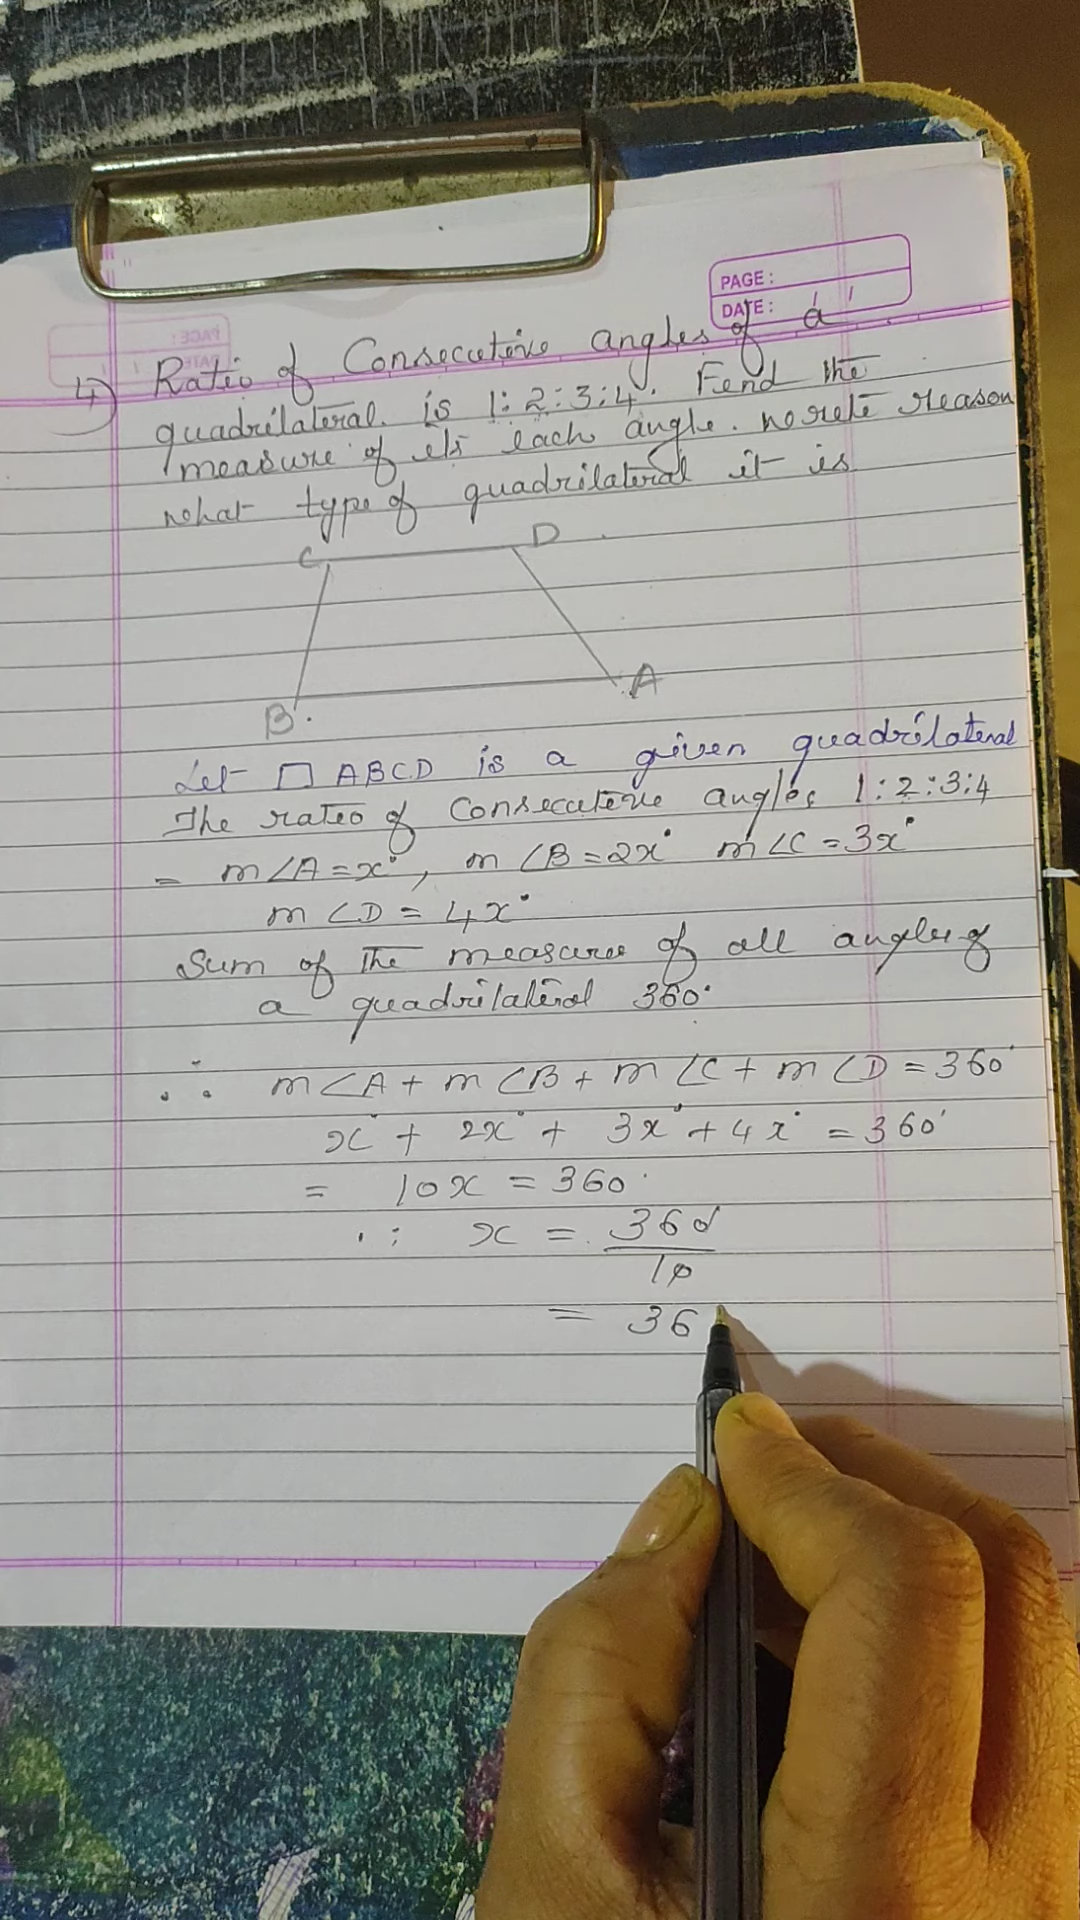 PAGE:
DATE: / /
4) Ratio of Consecutive angles of a
quadrilateral. is 1:2:3:4. Find the
measure of its each angle. write reason
what type of quadrilateral it is
C D
B A
Let □ ABCD is a given quadrilateral
The ratio of Consecutive angles 1:2:3:4
= m∠A = x°, m∠B = 2x° m∠C = 3x°
m∠D = 4x°
Sum of the measures of all angles of
a quadrilateral 360°
∴ m∠A + m∠B + m∠C + m∠D = 360°
x° + 2x° + 3x° + 4x° = 360°
= 10x = 360°
∴ x = 360/10
= 36